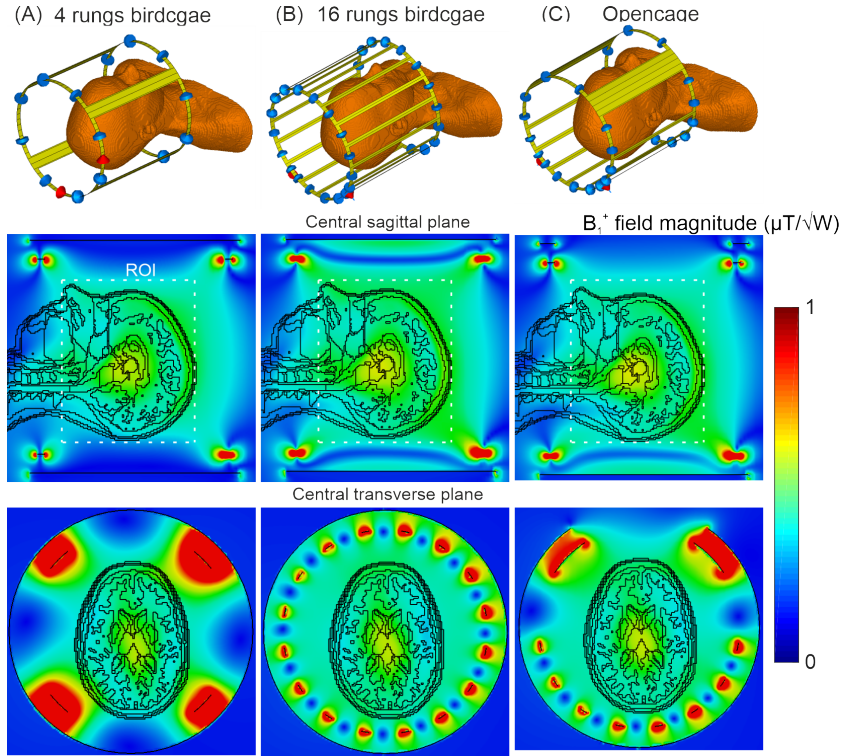 (A) 4 rungs birdcgae
(B) 16 rungs birdcgae
(C) Opencage
Central sagittal plane
B₁⁺ field magnitude (μT/√W)
ROI
1
0
Central transverse plane